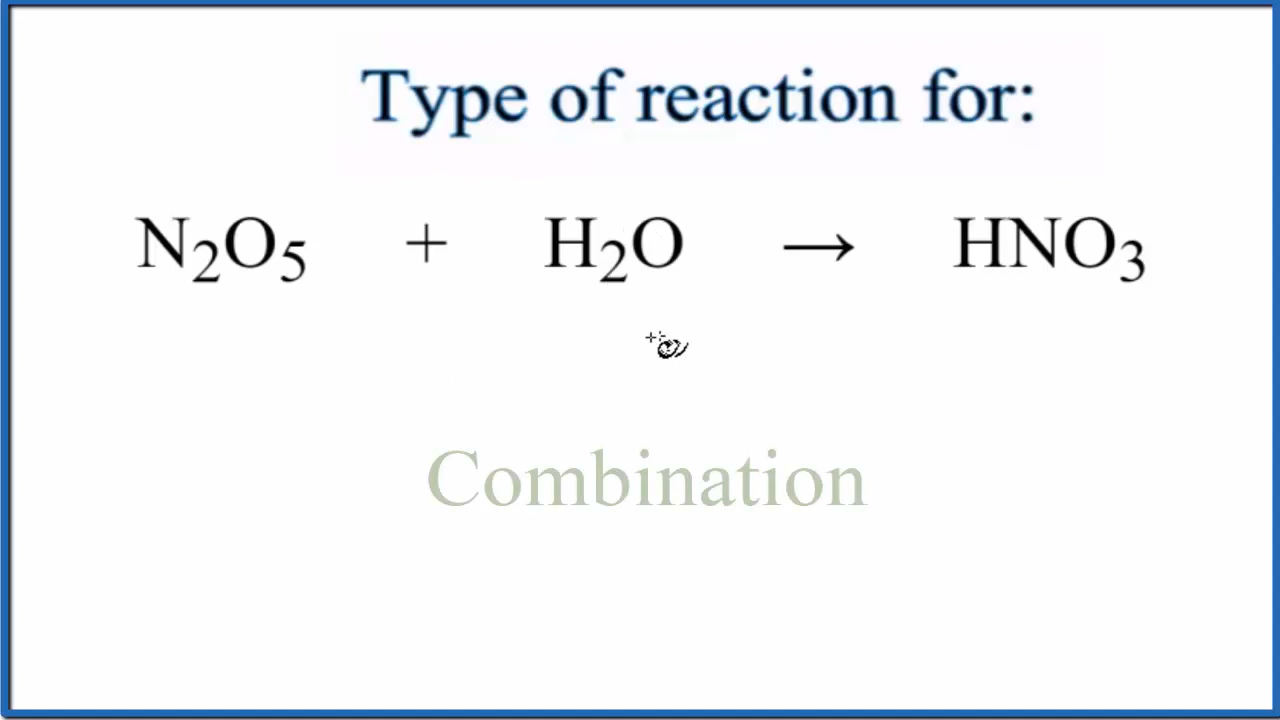 Type of reaction for:
N₂O₅ + H₂O → HNO₃
Combination